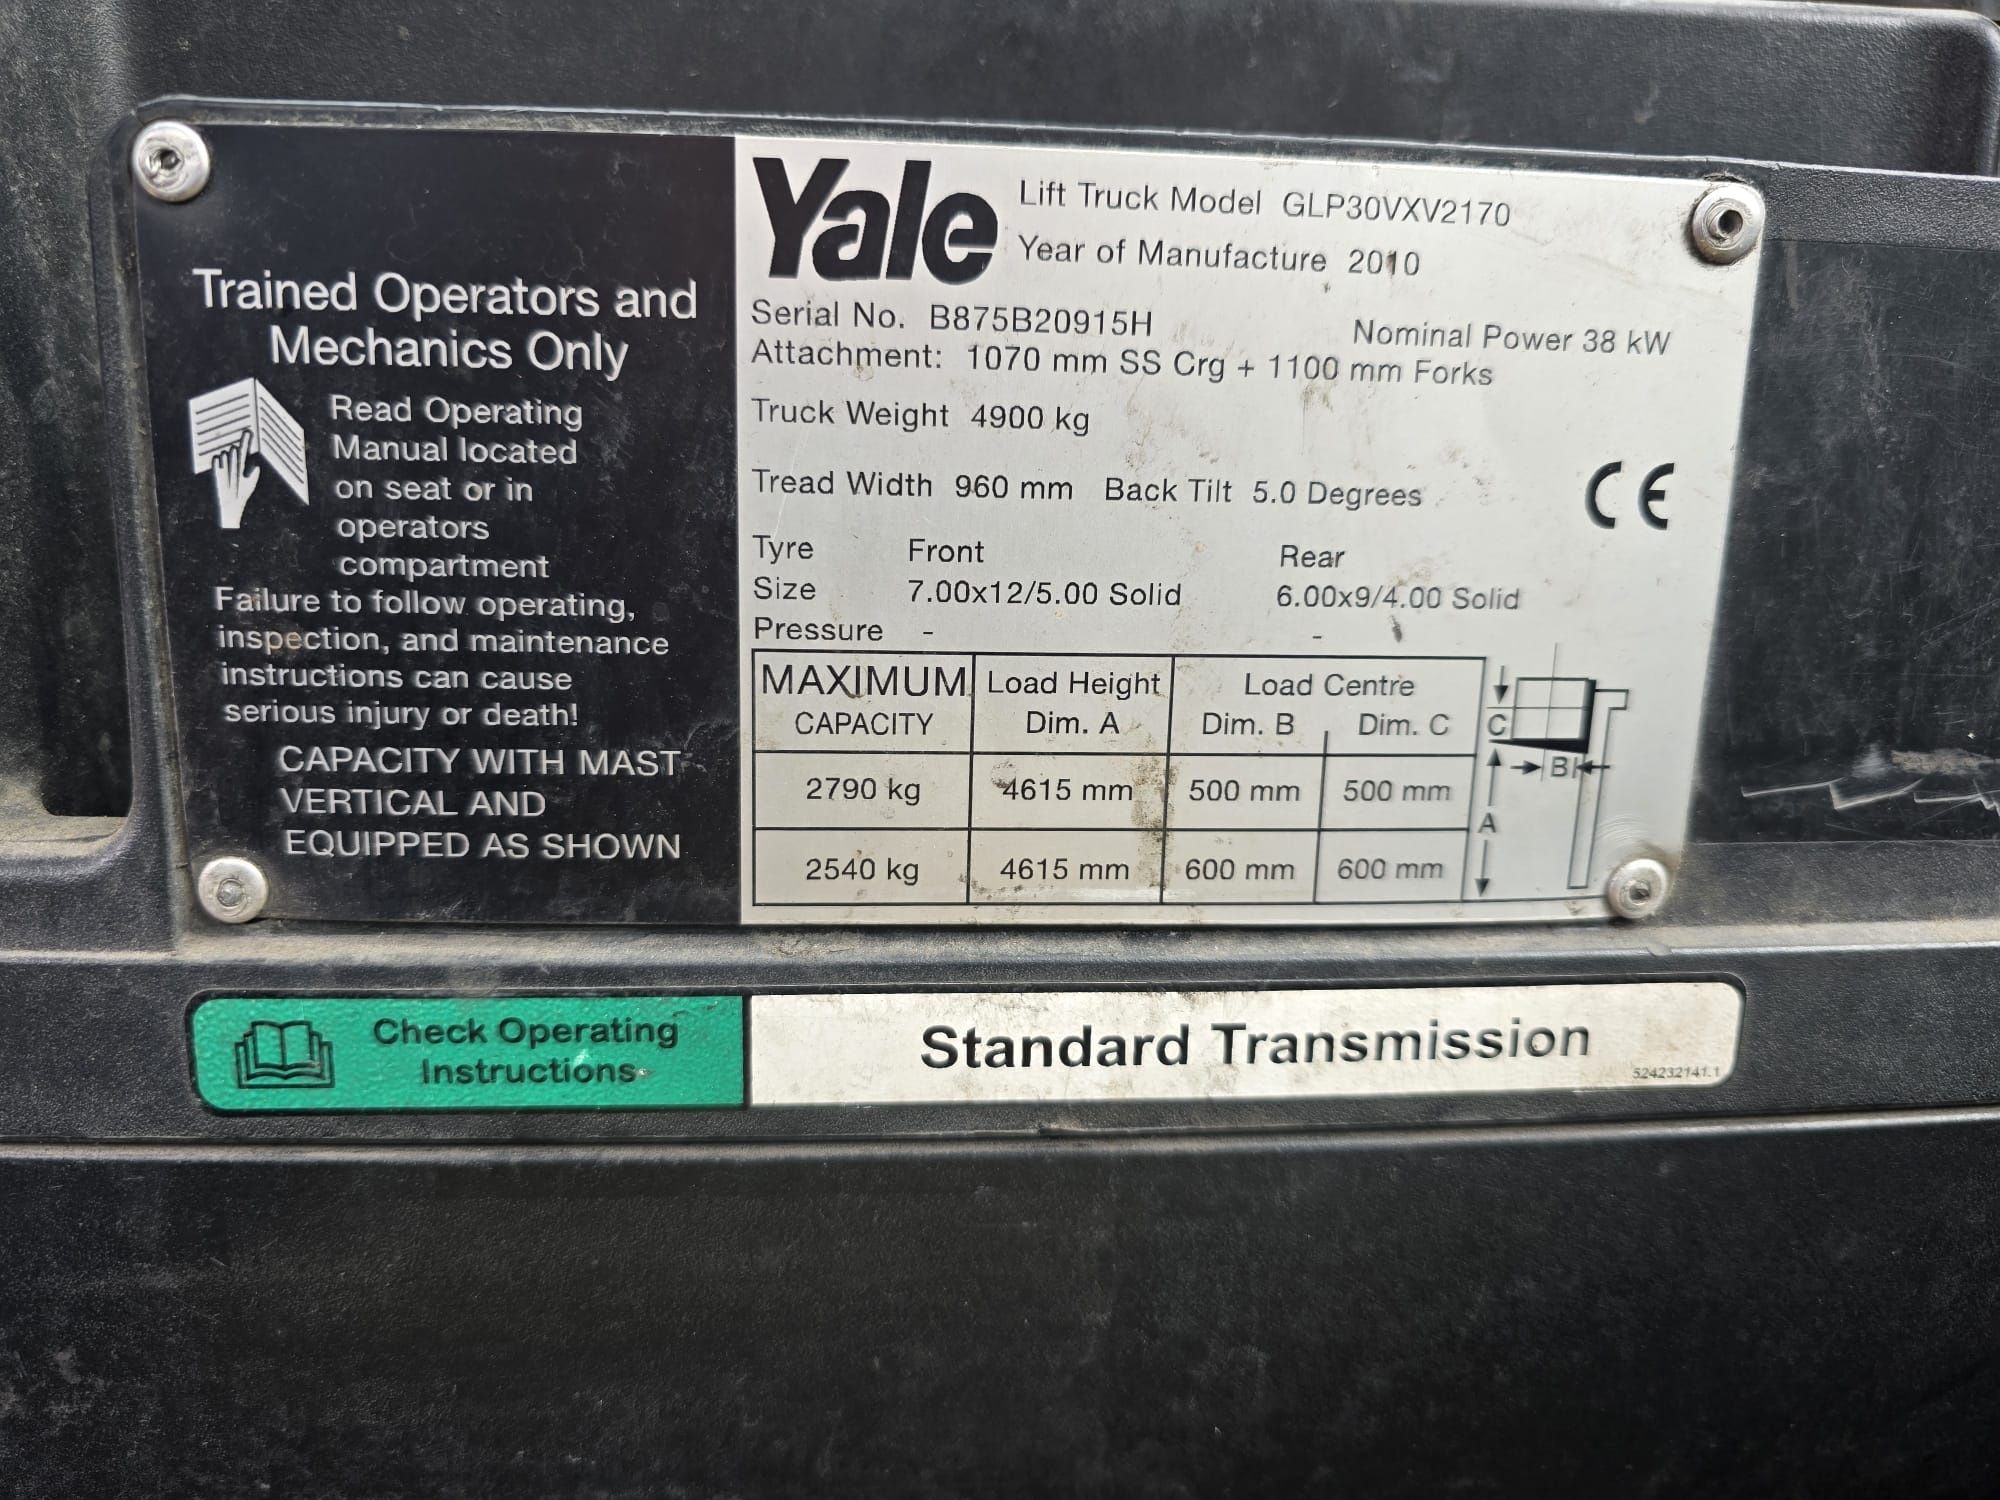 Trained Operators and
Mechanics Only
Read Operating
Manual located
on seat or in
operators
compartment
Failure to follow operating,
inspection, and maintenance
instructions can cause
serious injury or death!
CAPACITY WITH MAST
VERTICAL AND
EQUIPPED AS SHOWN
Yale
Lift Truck Model GLP30VXV2170
Year of Manufacture 2010
Serial No. B875B20915H
Nominal Power 38 kW
Attachment: 1070 mm SS Crg + 1100 mm Forks
Truck Weight 4900 kg
Tread Width 960 mm Back Tilt 5.0 Degrees
CE
Tyre Front Rear
Size 7.00x12/5.00 Solid 6.00x9/4.00 Solid
Pressure - -
MAXIMUM Load Height Load Centre
CAPACITY Dim. A Dim. B Dim. C
2790 kg 4615 mm 500 mm 500 mm
2540 kg 4615 mm 600 mm 600 mm
C
B
A
Check Operating
Instructions
Standard Transmission
524232141.1